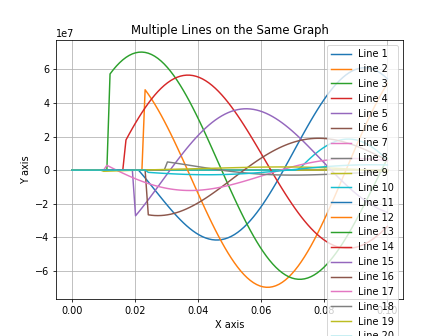 Multiple Lines on the Same Graph
1e7
6
4
2
0
−2
−4
−6
Y axis
0.00
0.02
0.04
0.06
0.10
X axis
Line 1
Line 2
Line 3
Line 4
Line 5
Line 6
Line 7
Line 8
Line 9
Line 10
Line 11
Line 12
Line 13
Line 14
Line 15
Line 16
Line 17
Line 18
Line 19
Line 20